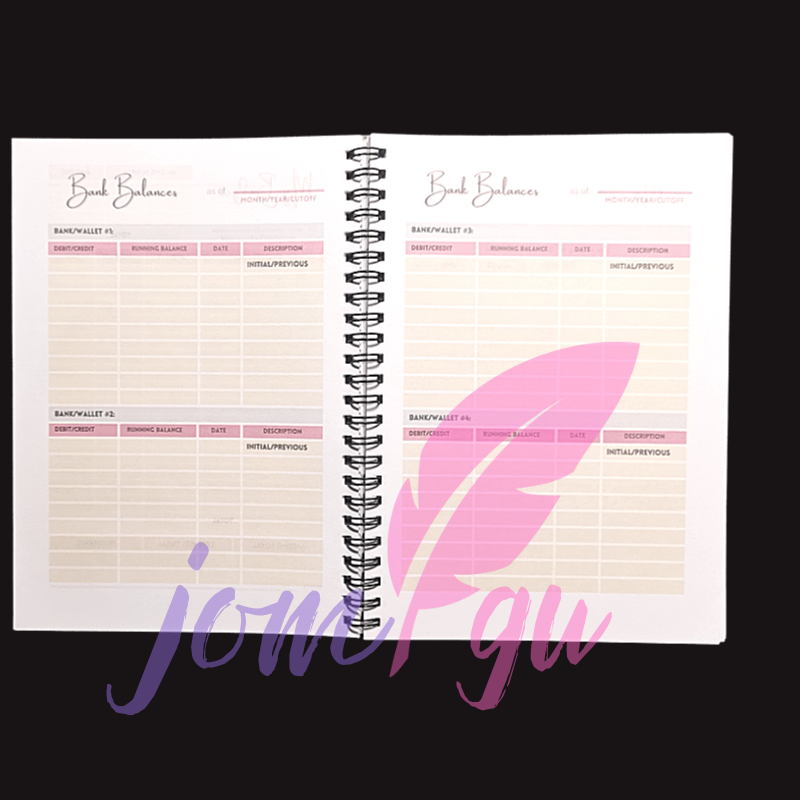 Bank Balances as of
MONTH/YEAR/CUTOFF
BANK/WALLET #1:
DEBIT/CREDIT RUNNING BALANCE DATE DESCRIPTION
INITIAL/PREVIOUS
BANK/WALLET #2:
DEBIT/CREDIT RUNNING BALANCE DATE DESCRIPTION
INITIAL/PREVIOUS
Bank Balances as of
MONTH/YEAR/CUTOFF
BANK/WALLET #3:
DEBIT/CREDIT RUNNING BALANCE DATE DESCRIPTION
INITIAL/PREVIOUS
BANK/WALLET #4:
DEBIT/CREDIT RUNNING BALANCE DATE DESCRIPTION
INITIAL/PREVIOUS